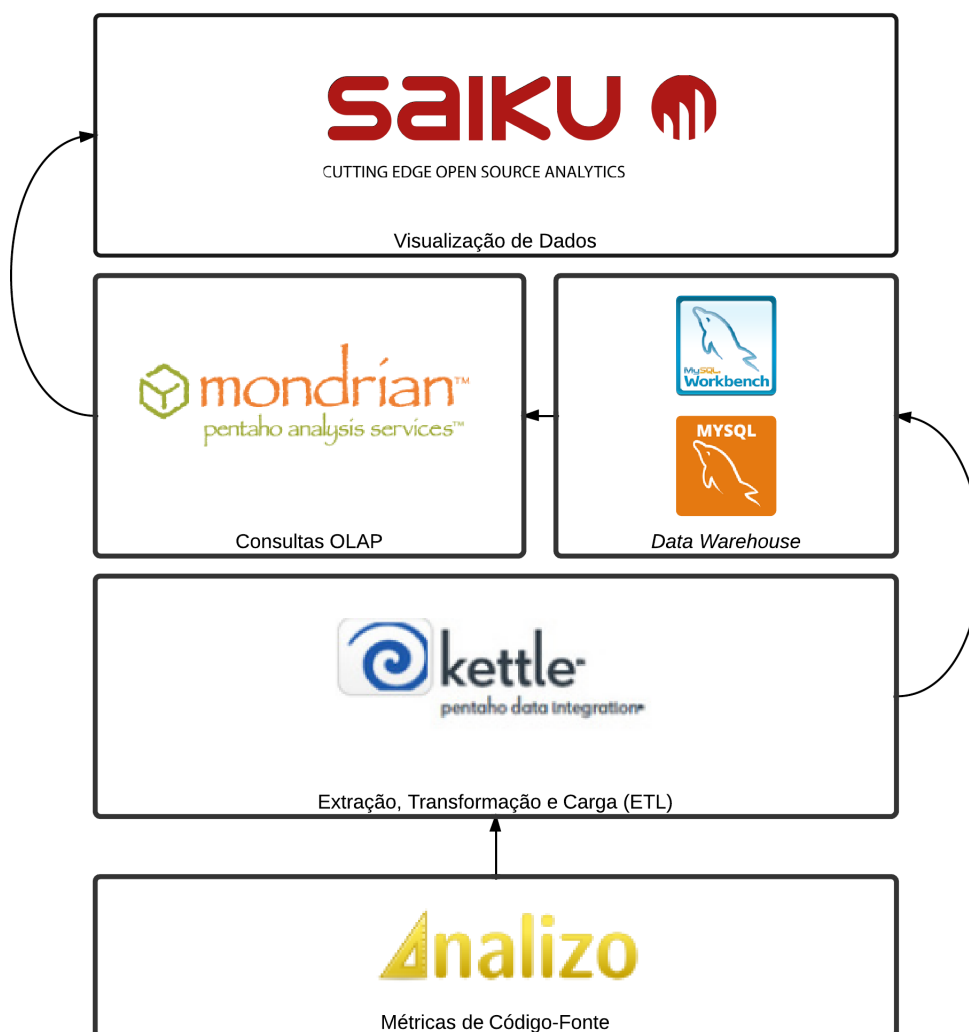 saiku
CUTTING EDGE OPEN SOURCE ANALYTICS
Visualização de Dados
mondrian™
pentaho analysis services™
Consultas OLAP
MySQL
Workbench
MYSQL
Data Warehouse
kettle
pentaho data integration
Extração, Transformação e Carga (ETL)
Analizo
Métricas de Código-Fonte